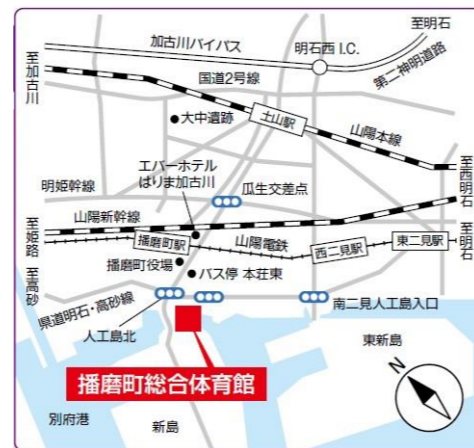 至明石
加古川バイパス
明石西 I.C.
第二神明道路
至加古川
国道2号線
大中遺跡
土山駅
山陽本線
エバーホテル
はりま加古川
明姫幹線
瓜生交差点
至西明石
山陽新幹線
至姫路
播磨町駅
山陽電鉄
西二見駅
東二見駅
至明石
播磨町役場
バス停 本荘東
至高砂
県道明石・高砂線
人工島北
南二見人工島入口
播磨町総合体育館
東新島
N
別府港
新島